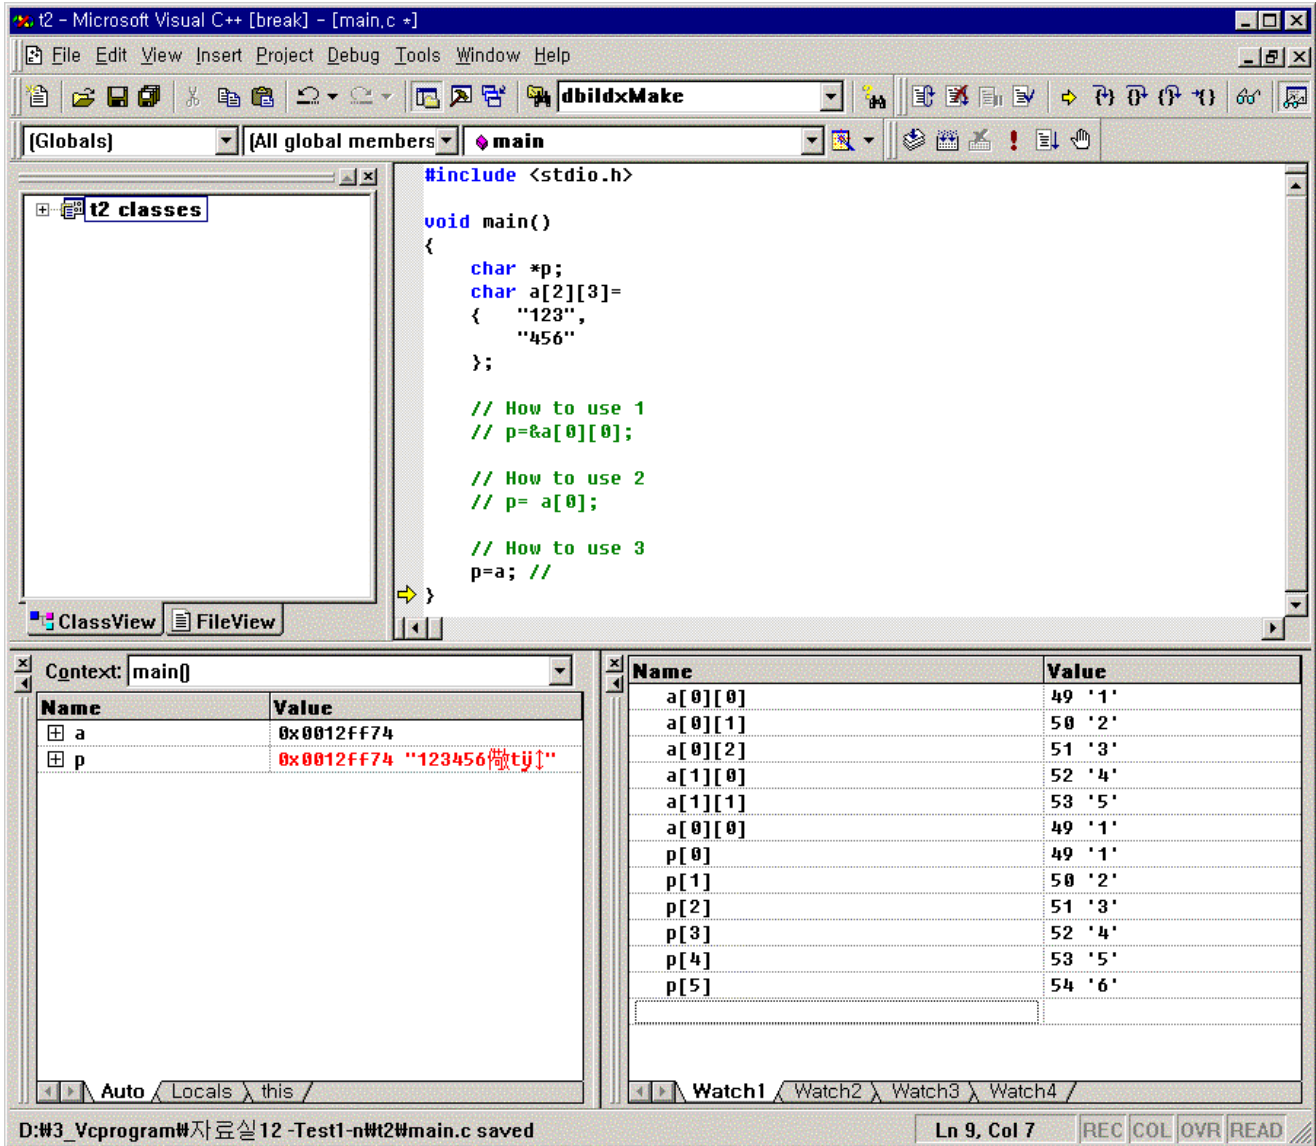 t2 - Microsoft Visual C++ [break] - [main.c *]
File Edit View Insert Project Debug Tools Window Help
dbildxMake
(Globals) (All global members main
t2 classes
ClassView FileView
#include <stdio.h>
void main()
{
char *p;
char a[2][3]=
{ "123",
"456"
};
// How to use 1
// p=&a[0][0];
// How to use 2
// p= a[0];
// How to use 3
p=a; //
}
Context: main()
Name Value
a 0x0012ff74
p 0x0012ff74 "123456
Auto Locals this
Name Value
a[0][0] 49 '1'
a[0][1] 50 '2'
a[0][2] 51 '3'
a[1][0] 52 '4'
a[1][1] 53 '5'
a[0][0] 49 '1'
p[0] 49 '1'
p[1] 50 '2'
p[2] 51 '3'
p[3] 52 '4'
p[4] 53 '5'
p[5] 54 '6'
Watch1 Watch2 Watch3 Watch4
D:₩3_Vcprogram₩자료실12 -Test1-n₩t2₩main.c saved
Ln 9, Col 7 REC COL OVR READ